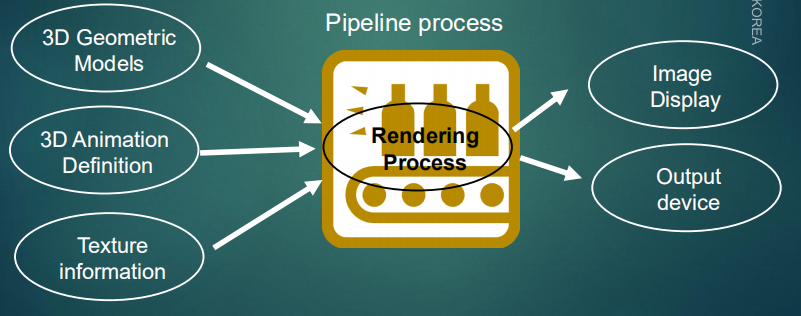 Pipeline process
3D Geometric
Models
3D Animation
Definition
Texture
information
Rendering
Process
Image
Display
Output
device
KOREA